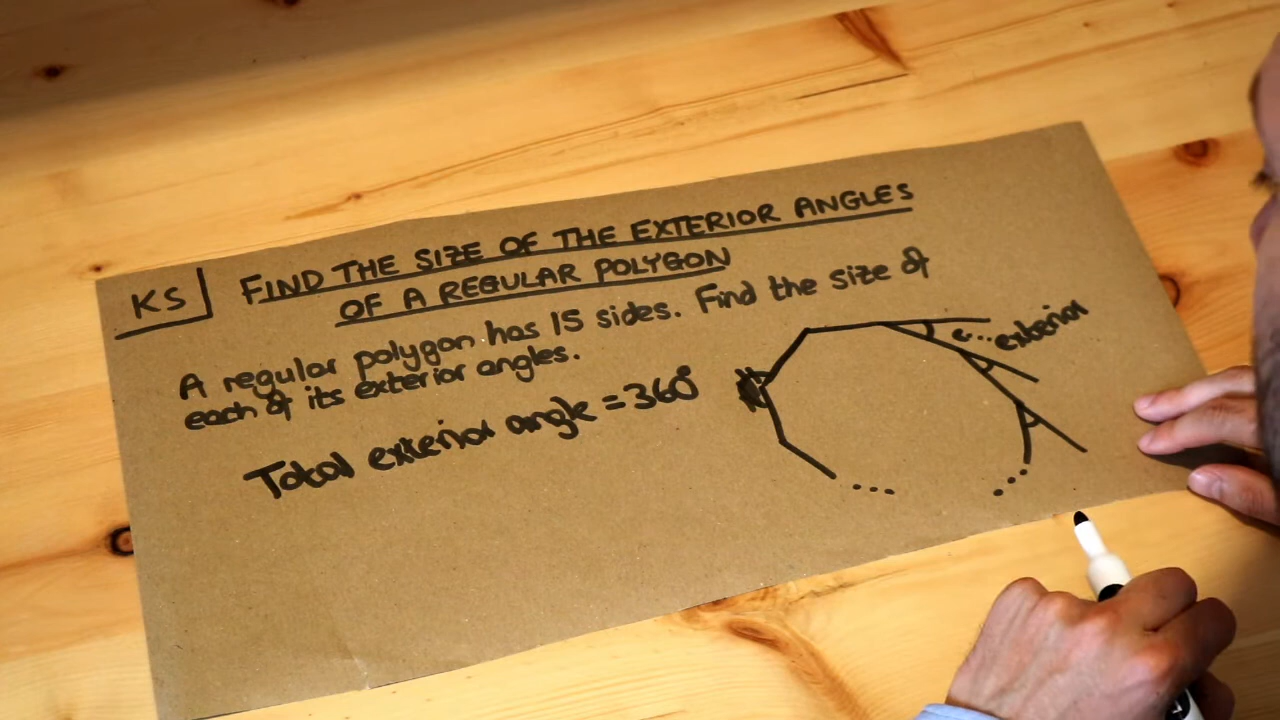 KS
FIND THE SIZE OF THE EXTERIOR ANGLES
OF A REGULAR POLYGON
A regular polygon has 15 sides. Find the size of
each of its exterior angles.
Total exterior angle = 360°
exterior